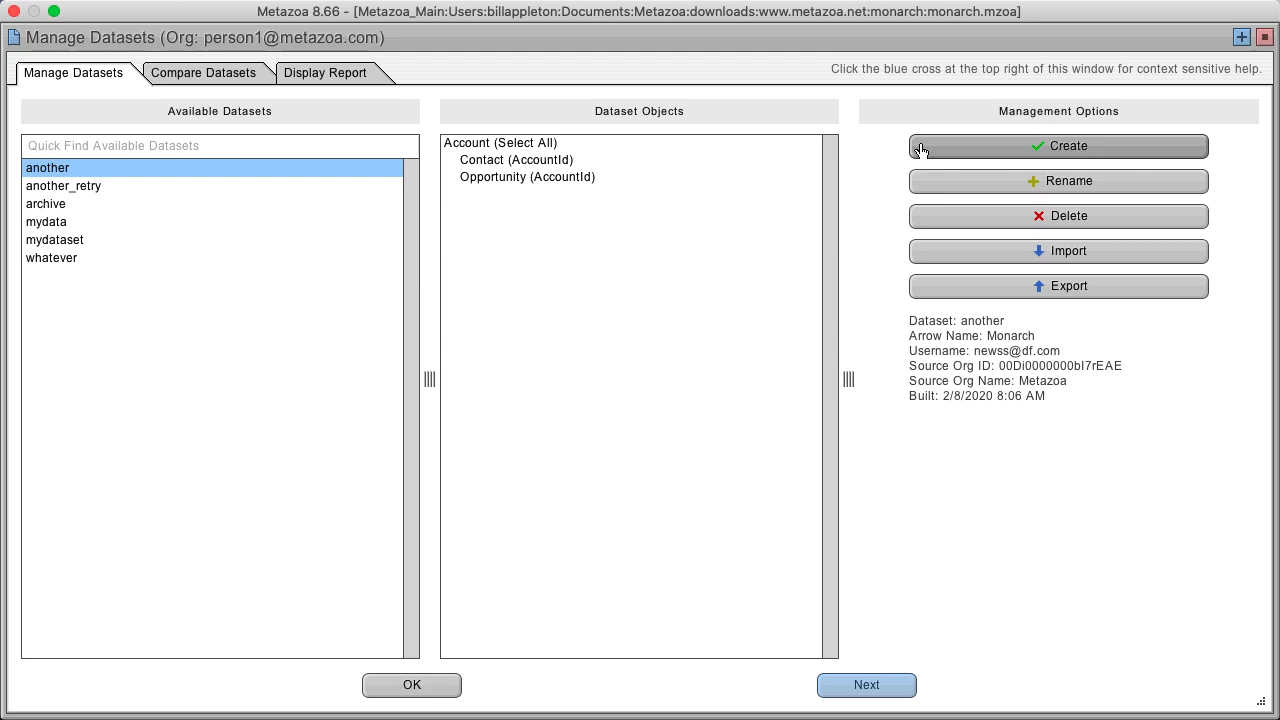 Metazoa 8.66 - [Metazoa_Main:Users:billappleton:Documents:Metazoa:downloads:www.metazoa.net:monarch:monarch.mzoa]
Manage Datasets (Org: person1@metazoa.com)
Manage Datasets
Compare Datasets
Display Report
Click the blue cross at the top right of this window for context sensitive help.
Available Datasets
Dataset Objects
Management Options
Quick Find Available Datasets
another
another_retry
archive
mydata
mydataset
whatever
Account (Select All)
Contact (AccountId)
Opportunity (AccountId)
Create
Rename
Delete
Import
Export
Dataset: another
Arrow Name: Monarch
Username: newss@df.com
Source Org ID: 00Di0000000bI7rEAE
Source Org Name: Metazoa
Built: 2/8/2020 8:06 AM
OK
Next